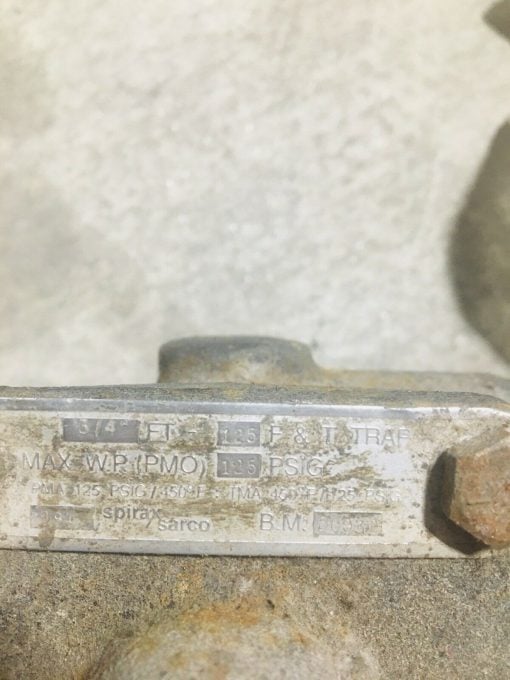 3/4" FT - 125 F & T TRAP
MAX. W.P. (PMO) 125 PSIG
PMA 125 PSIG / 450°F TMA 450°F / 125 PSIG
spirax sarco B.M.